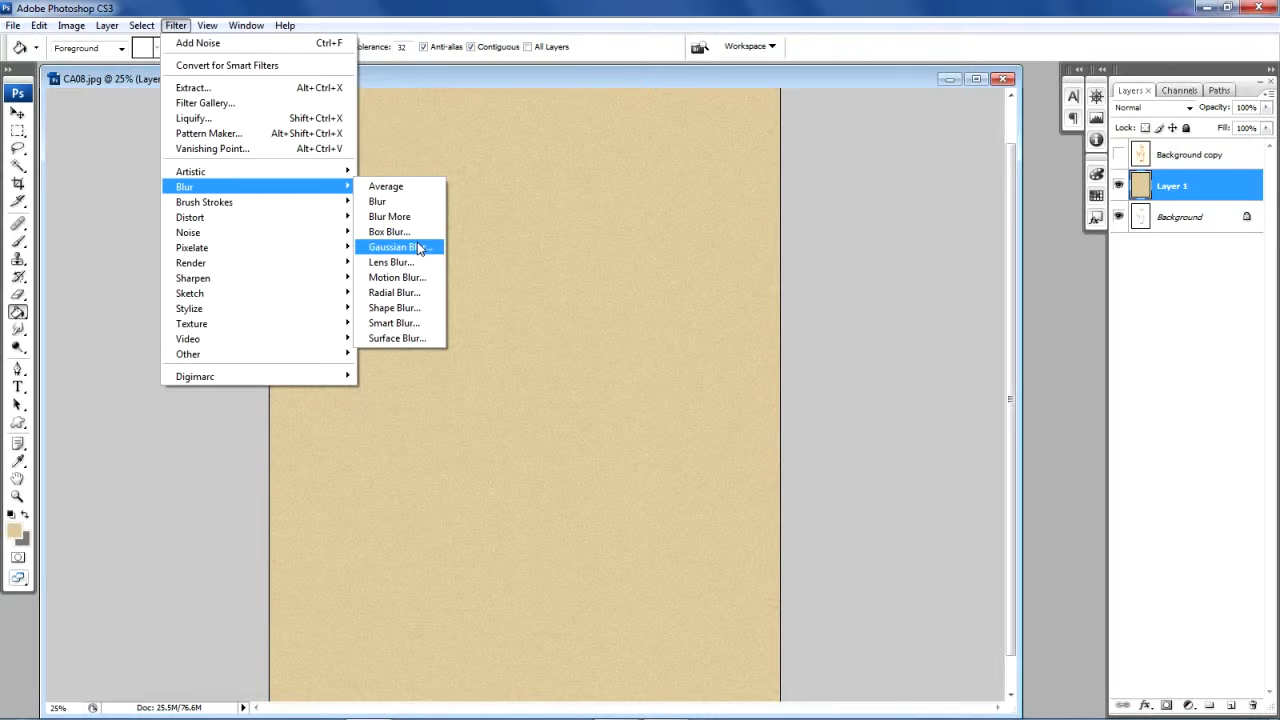 Ps Adobe Photoshop CS3
File Edit Image Layer Select Filter View Window Help
Foreground Tolerance: 32 Anti-alias Contiguous All Layers Workspace
CA08.jpg @ 25% (Layer
Add Noise Ctrl+F
Convert for Smart Filters
Extract... Alt+Ctrl+X
Filter Gallery...
Liquify... Shift+Ctrl+X
Pattern Maker... Alt+Shift+Ctrl+X
Vanishing Point... Alt+Ctrl+V
Artistic
Blur
Brush Strokes
Distort
Noise
Pixelate
Render
Sharpen
Sketch
Stylize
Texture
Video
Other
Digimarc
Average
Blur
Blur More
Box Blur...
Gaussian Bl...
Lens Blur...
Motion Blur...
Radial Blur...
Shape Blur...
Smart Blur...
Surface Blur...
Ps
T
A
Layers x Channels Paths
Normal Opacity: 100%
Lock: Fill: 100%
Background copy
Layer 1
Background
25% Doc: 25.5M/76.6M
fx